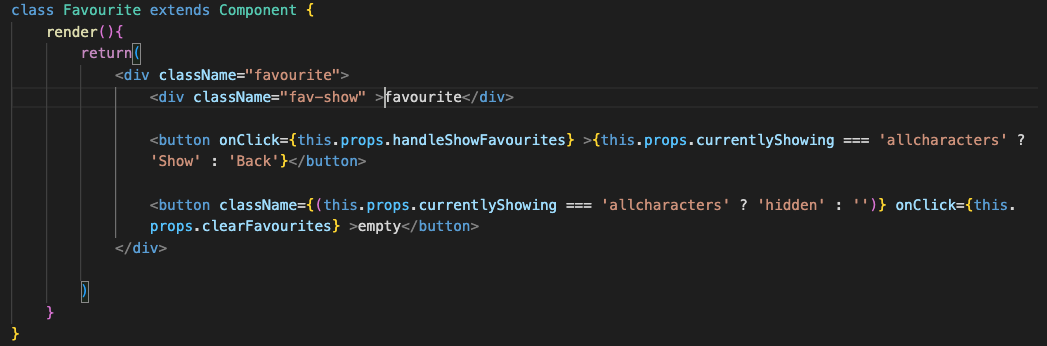 class Favourite extends Component {
render(){
return(
<div className="favourite">
<div className="fav-show" >favourite</div>
<button onClick={this.props.handleShowFavourites} >{this.props.currentlyShowing === 'allcharacters' ?
'Show' : 'Back'}</button>
<button className={(this.props.currentlyShowing === 'allcharacters' ? 'hidden' : '')} onClick={this.
props.clearFavourites} >empty</button>
</div>
)
}
}